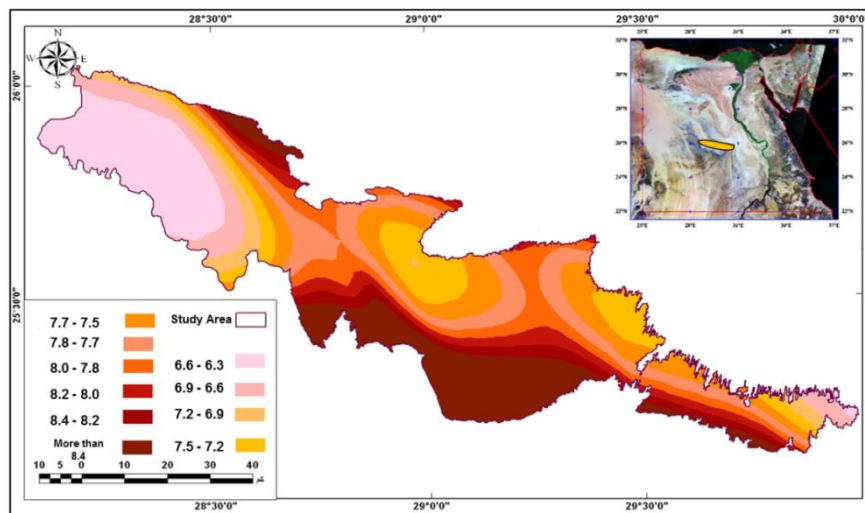 28°30'0" 29°0'0" 29°30'0" 30°0'0"
N
W E
S
26°0'0"
25°30'0"
7.7 - 7.5 Study Area
7.8 - 7.7
8.0 - 7.8 6.6 - 6.3
8.2 - 8.0 6.9 - 6.6
8.4 - 8.2 7.2 - 6.9
More than 8.4 7.5 - 7.2
10 5 0 10 20 30 40
كم
28°30'0" 29°0'0" 29°30'0"